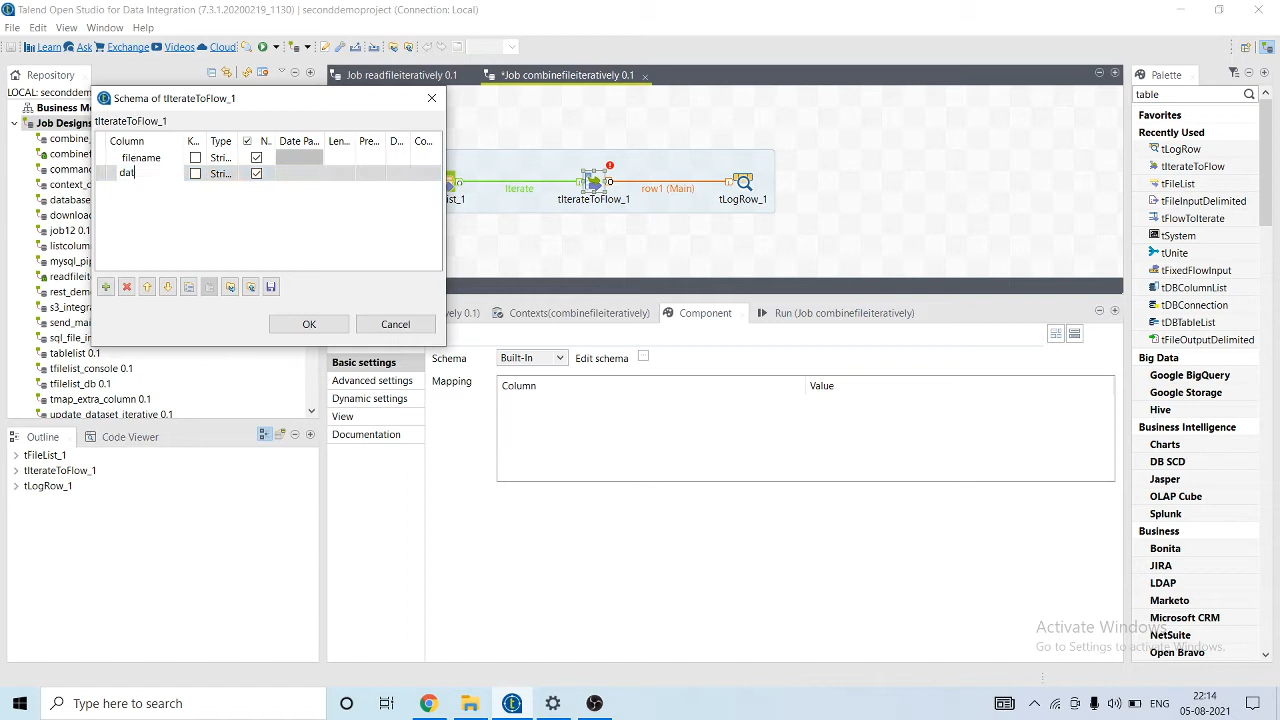 Talend Open Studio for Data Integration (7.3.1.20200219_1130) | seconddemoproject (Connection: Local)
File Edit View Window Help
Learn Ask Exchange Videos Cloud
Repository
LOCAL: secondde
Business Me
Job Designs
combine_
combinef
comman
context_d
database
downloa
job12 0.1
listcolum
mysql_pip
readfileit
rest_dem
s3_integra
send_mai
sql_file_in
tablelist 0.1
tfilelist_console 0.1
tfilelist_db 0.1
tmap_extra_column 0.1
update_dataset_iterative 0.1
Schema of tIterateToFlow_1
tIterateToFlow_1
Column K... Type N.. Date Pa... Len... Pre... D... Co...
filename Stri...
dat Stri...
OK Cancel
Job readfileiteratively 0.1 *Job combinefileiteratively 0.1
ist_1 Iterate tIterateToFlow_1 row1 (Main) tLogRow_1
ely 0.1) Contexts(combinefileiteratively) Component Run (Job combinefileiteratively)
Basic settings
Advanced settings
Dynamic settings
View
Documentation
Schema Built-In Edit schema
Mapping Column Value
Outline Code Viewer
tFileList_1
tIterateToFlow_1
tLogRow_1
Palette
table
Favorites
Recently Used
tLogRow
tIterateToFlow
tFileList
tFileInputDelimited
tFlowToIterate
tSystem
tUnite
tFixedFlowInput
tDBColumnList
tDBConnection
tDBTableList
tFileOutputDelimited
Big Data
Google BigQuery
Google Storage
Hive
Business Intelligence
Charts
DB SCD
Jasper
OLAP Cube
Splunk
Business
Bonita
JIRA
LDAP
Marketo
Microsoft CRM
NetSuite
Open Bravo
Activate Windows
Go to Settings to activate Windows.
Type here to search
ENG
22:14
05-08-2021